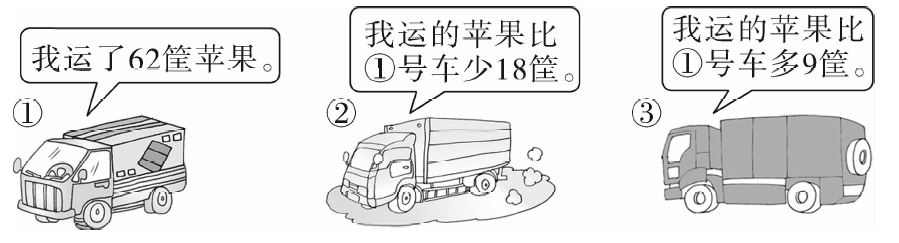 我运了62筐苹果。
①
我运的苹果比
①号车少18筐。
②
我运的苹果比
①号车多9筐。
③